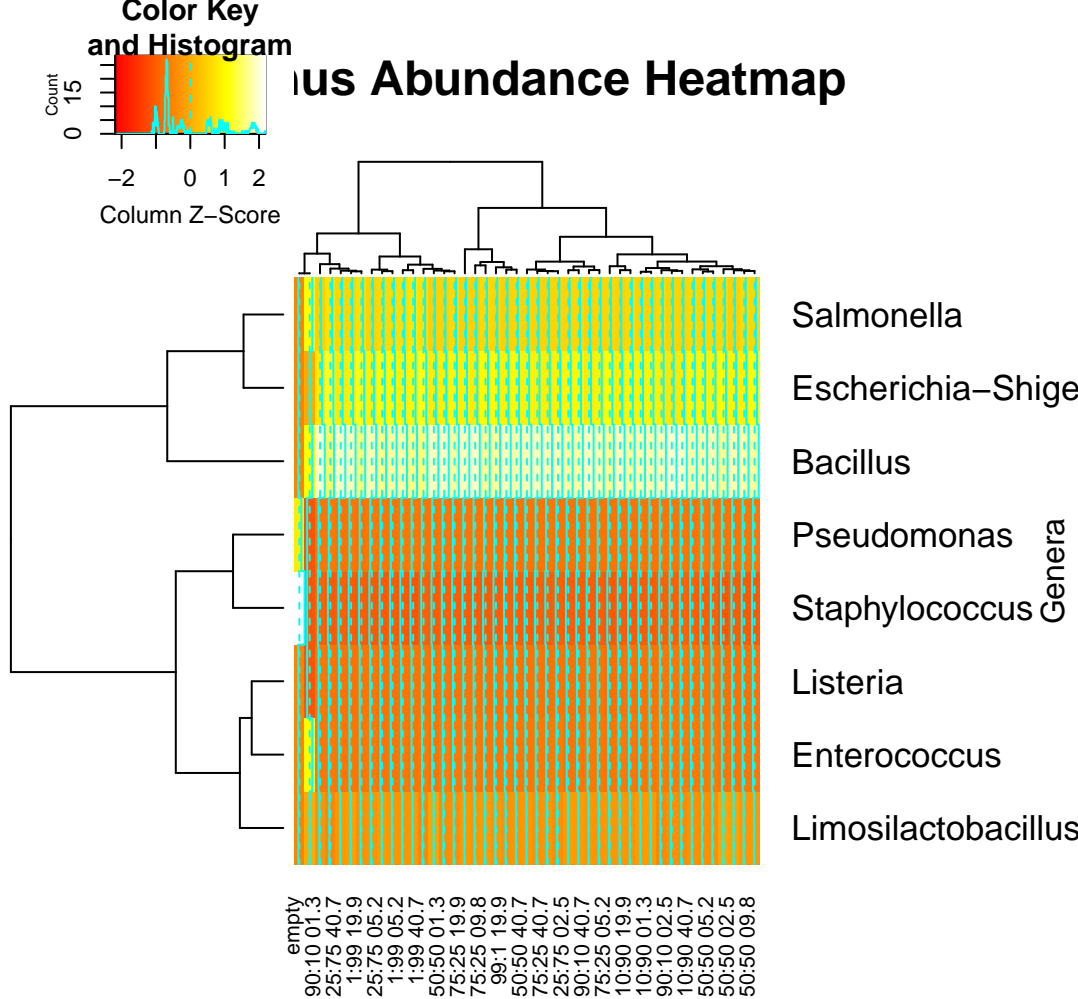 Color Key
and Histogram
us Abundance Heatmap
Count
0 15
−2 0 1 2
Column Z−Score
Salmonella
Escherichia−Shige
Bacillus
Pseudomonas
Staphylococcus
Listeria
Enterococcus
Limosilactobacillus
Genera
empty
90:10 01.3
25:75 40.7
1:99 19.9
25:75 05.2
1:99 05.2
1:99 40.7
50:50 01.3
75:25 19.9
75:25 09.8
99:1 19.9
50:50 40.7
75:25 40.7
25:75 02.5
90:10 40.7
75:25 05.2
10:90 19.9
10:90 01.3
90:10 02.5
10:90 40.7
50:50 05.2
50:50 02.5
50:50 09.8